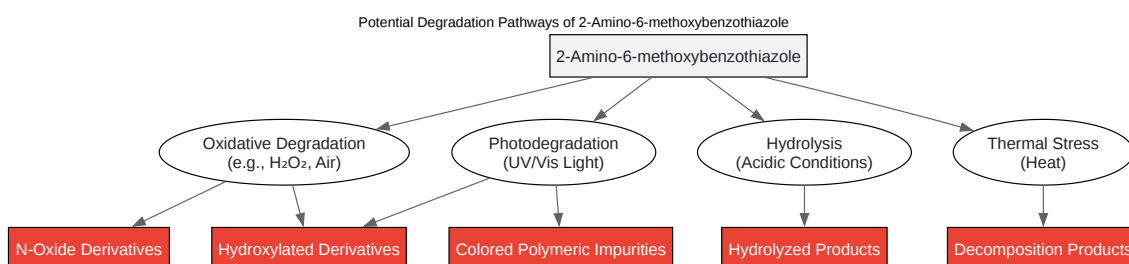 Potential Degradation Pathways of 2-Amino-6-methoxybenzothiazole
2-Amino-6-methoxybenzothiazole
Oxidative Degradation
(e.g., H₂O₂, Air)
Photodegradation
(UV/Vis Light)
Hydrolysis
(Acidic Conditions)
Thermal Stress
(Heat)
N-Oxide Derivatives
Hydroxylated Derivatives
Colored Polymeric Impurities
Hydrolyzed Products
Decomposition Products